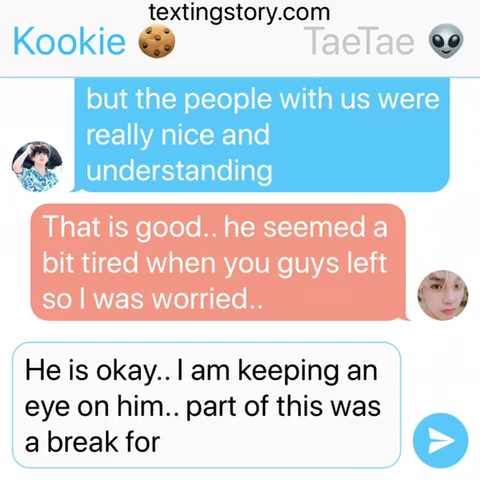 textingstory.com
Kookie 🍪 TaeTae 👽
but the people with us were
really nice and
understanding
That is good.. he seemed a
bit tired when you guys left
so I was worried..
He is okay.. I am keeping an
eye on him.. part of this was
a break for